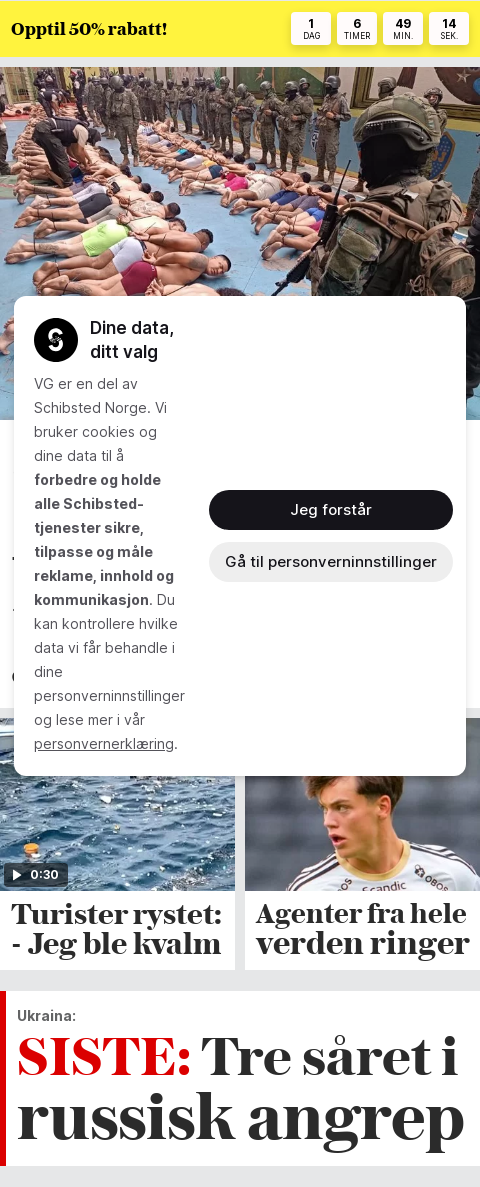 Opptil 50% rabatt!
1 6 49 14
DAG TIMER MIN. SEK.
Dine data,
ditt valg
VG er en del av
Schibsted Norge. Vi
bruker cookies og
dine data til å
forbedre og holde
alle Schibsted-
tjenester sikre,
tilpasse og måle
reklame, innhold og
kommunikasjon. Du
kan kontrollere hvilke
data vi får behandle i
dine
personverninnstillinger
og lese mer i vår
personvernerklæring.
Jeg forstår
Gå til personverninnstillinger
0:30
OBOS
Scandic
Turister rystet:
- Jeg ble kvalm
Agenter fra hele
verden ringer
Ukraina:
SISTE: Tre såret i
russisk angrep